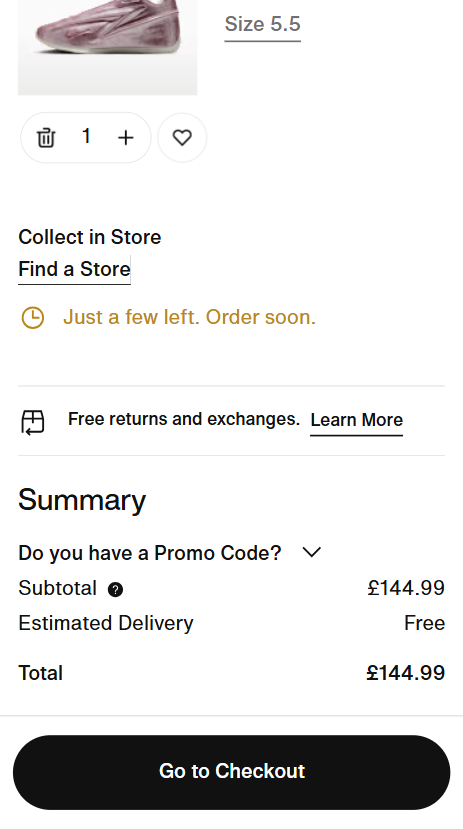 Size 5.5
1
Collect in Store
Find a Store
Just a few left. Order soon.
Free returns and exchanges. Learn More
Summary
Do you have a Promo Code?
Subtotal ? £144.99
Estimated Delivery Free
Total £144.99
Go to Checkout